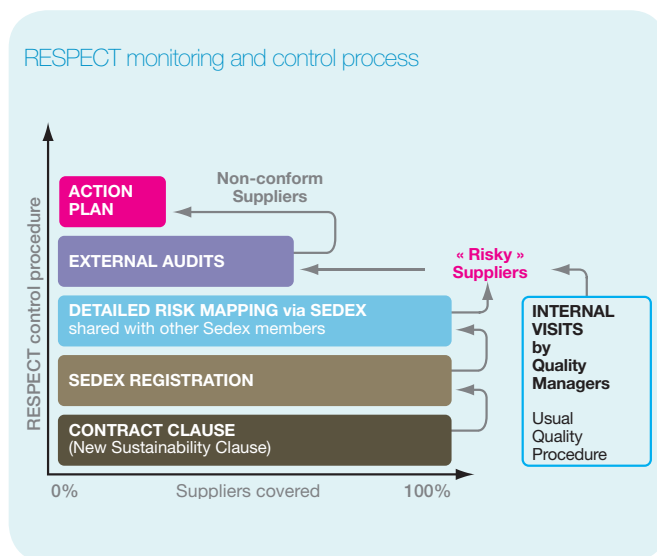 RESPECT monitoring and control process
RESPECT control procedure
ACTION
PLAN
Non-conform
Suppliers
EXTERNAL AUDITS
« Risky »
Suppliers
DETAILED RISK MAPPING via SEDEX
shared with other Sedex members
SEDEX REGISTRATION
CONTRACT CLAUSE
(New Sustainability Clause)
INTERNAL
VISITS
by
Quality
Managers
Usual
Quality
Procedure
0%
Suppliers covered
100%